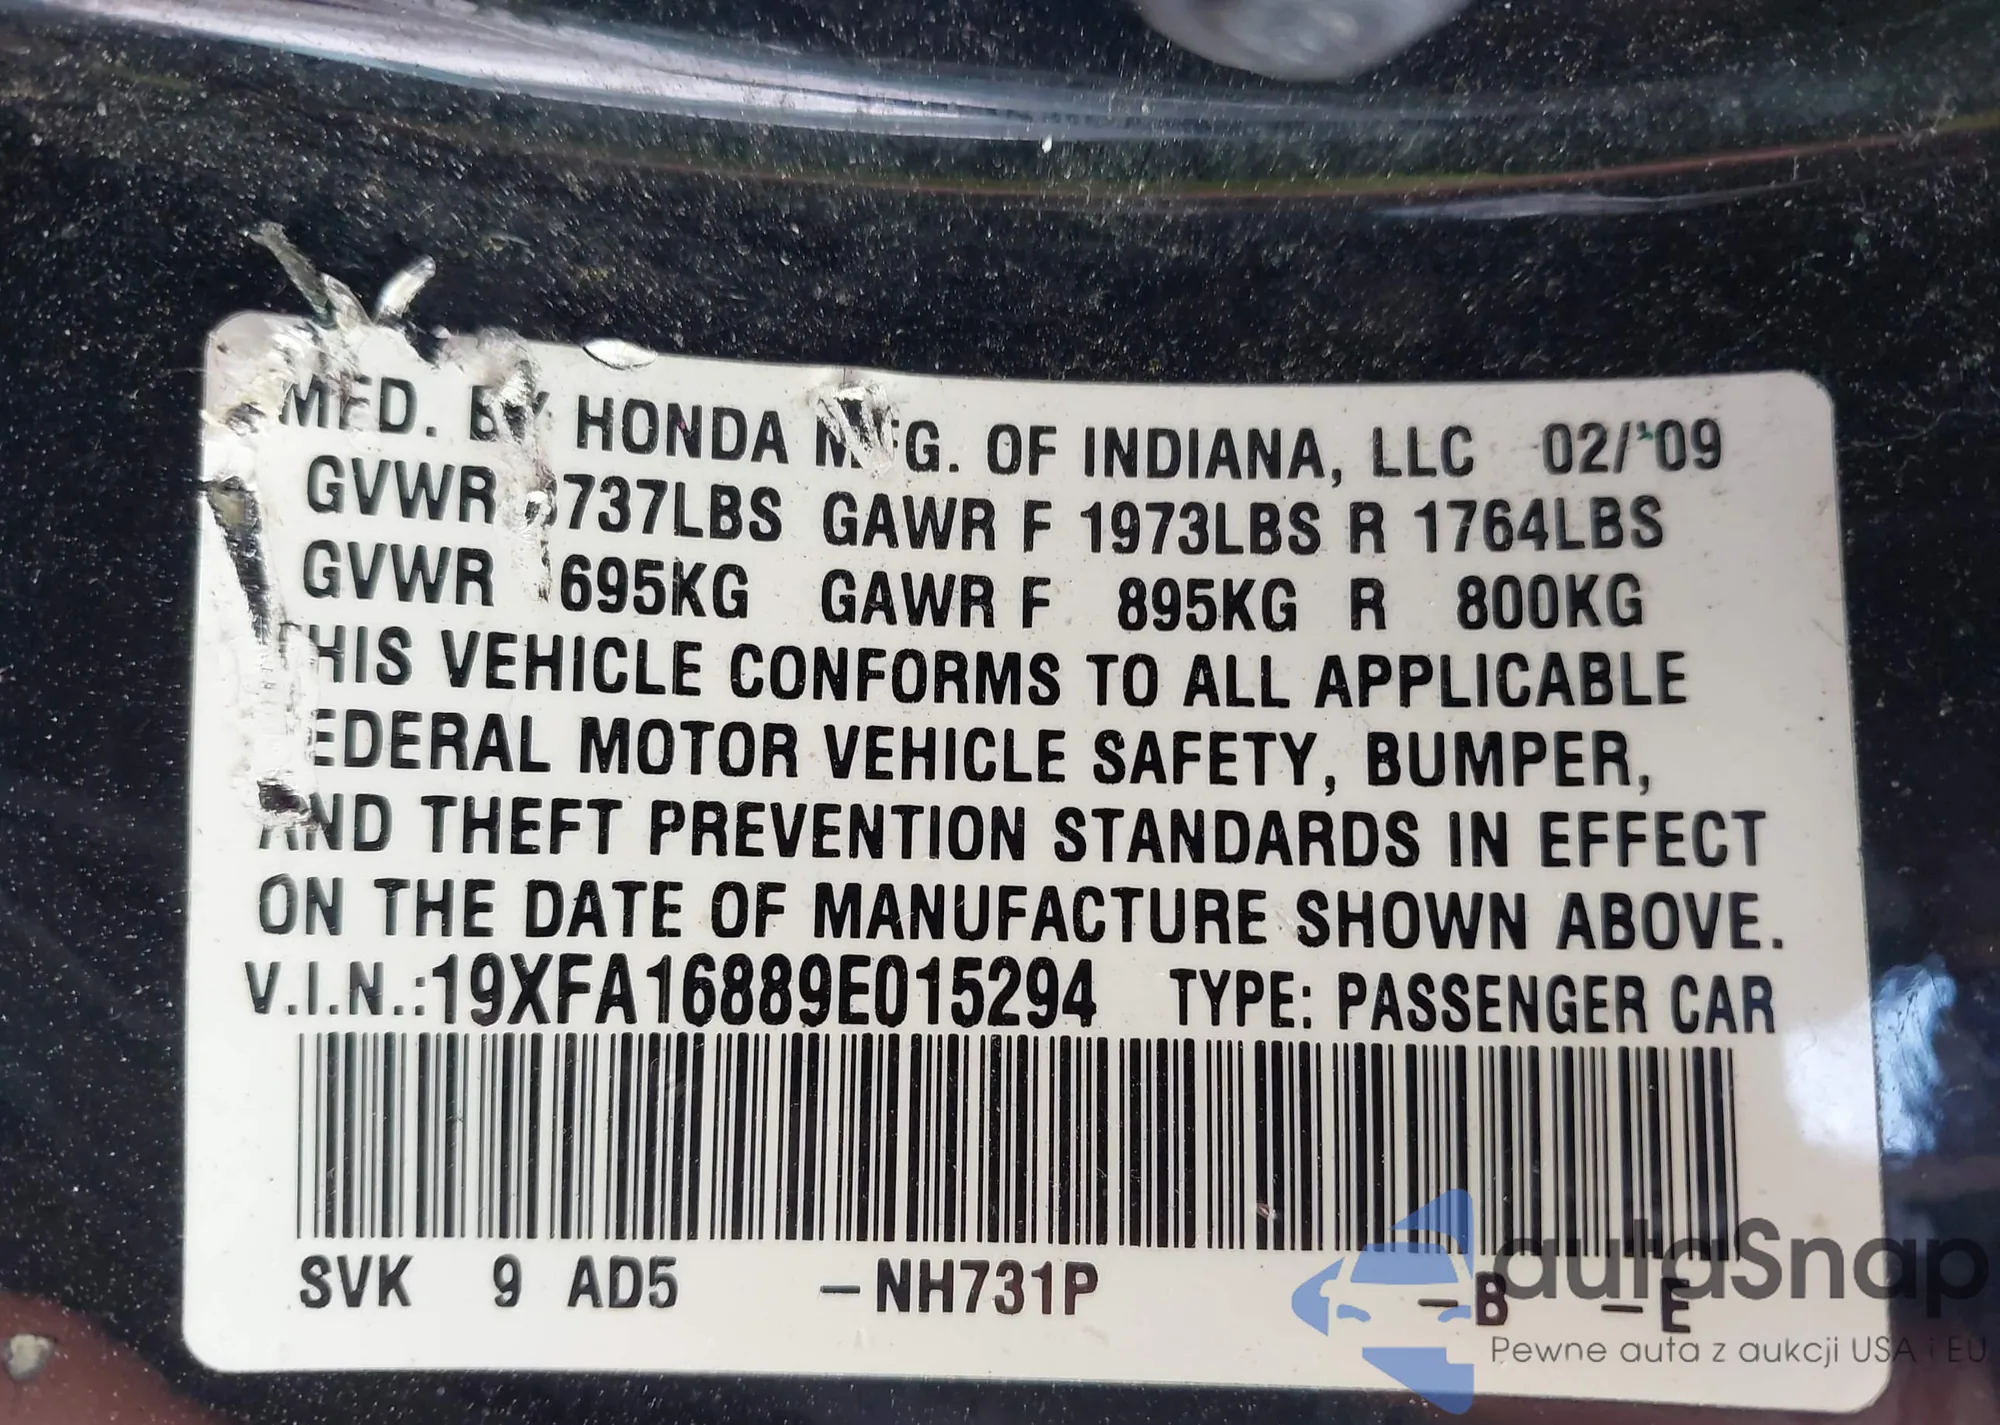 MFD. BY HONDA MFG. OF INDIANA, LLC 02/'09
GVWR 3737LBS GAWR F 1973LBS R 1764LBS
GVWR 1695KG GAWR F 895KG R 800KG
THIS VEHICLE CONFORMS TO ALL APPLICABLE
FEDERAL MOTOR VEHICLE SAFETY, BUMPER,
AND THEFT PREVENTION STANDARDS IN EFFECT
ON THE DATE OF MANUFACTURE SHOWN ABOVE.
V.I.N.:19XFA16889E015294 TYPE: PASSENGER CAR
SVK 9 AD5 -NH731P -B -E
autaSnap
Pewne auta z aukcji USA i EU